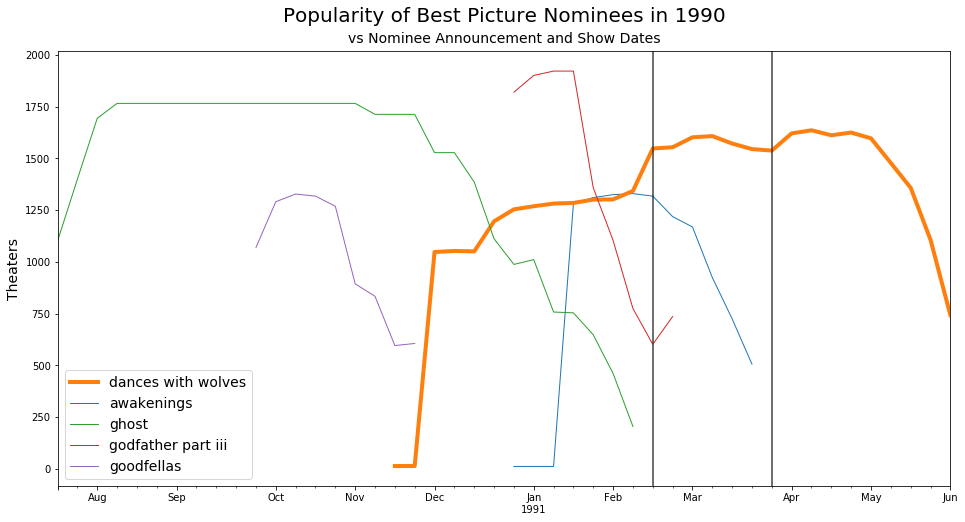 Popularity of Best Picture Nominees in 1990
vs Nominee Announcement and Show Dates
2000
1750
1500
1250
1000
750
500
250
0
Theaters
dances with wolves
awakenings
ghost
godfather part iii
goodfellas
Aug Sep Oct Nov Dec Jan Feb Mar Apr May Jun
1991